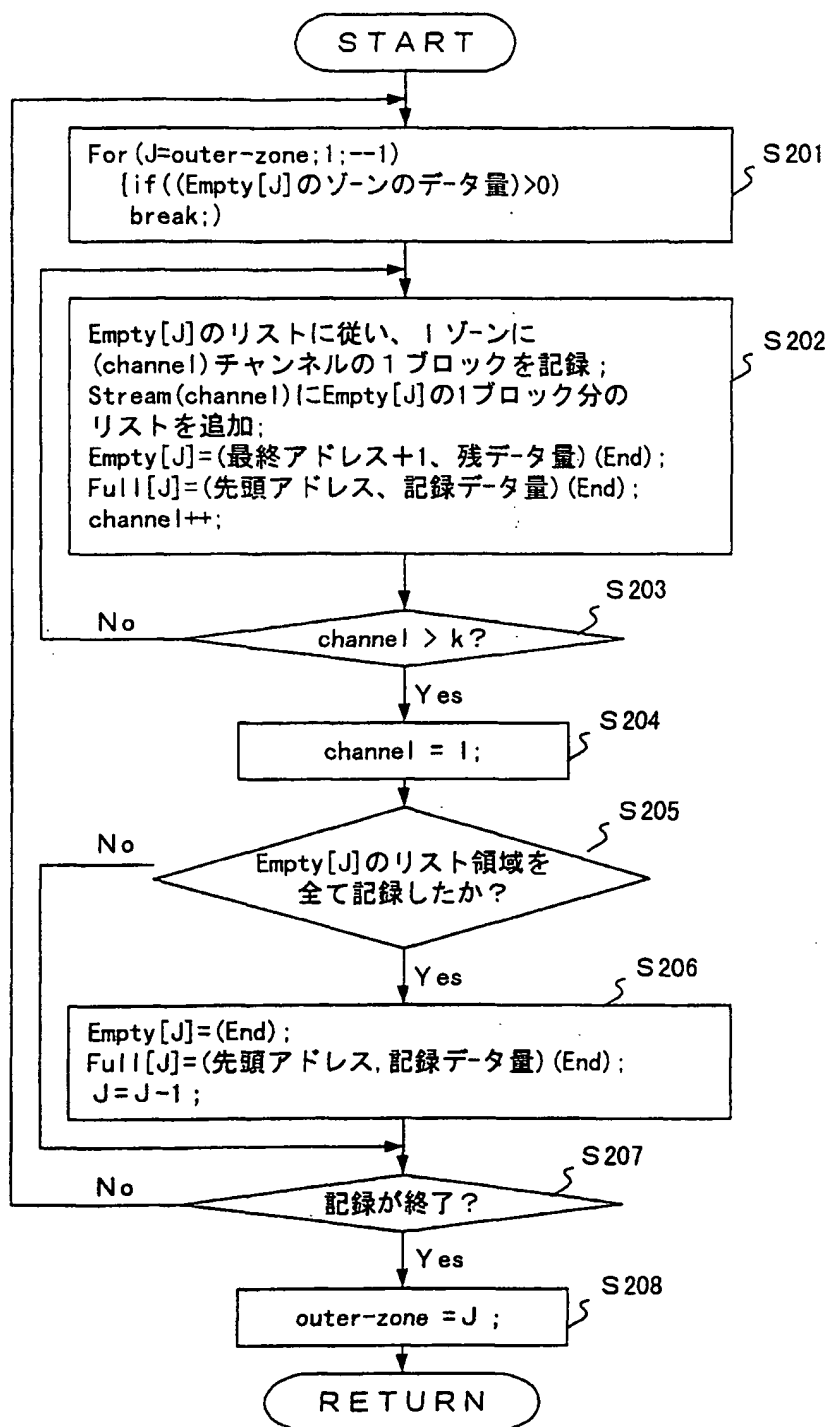 START
For(J=outer-zone;1;--1)
{if((Empty[J]のゾーンのデータ量)>0)
break;)
S201
Empty[J]のリストに従い、Iゾーンに
(channel)チャンネルの1ブロックを記録;
Stream(channel)にEmpty[J]の1ブロック分の
リストを追加;
Empty[J]=(最終アドレス+1、残データ量)(End);
Full[J]=(先頭アドレス、記録データ量)(End);
channel++;
S202
S203
No
channel > k?
Yes
S204
channel = 1;
S205
No
Empty[J]のリスト領域を
全て記録したか?
Yes
S206
Empty[J]=(End);
Full[J]=(先頭アドレス,記録データ量)(End);
J=J-1;
S207
No
記録が終了?
Yes
S208
outer-zone =J ;
RETURN